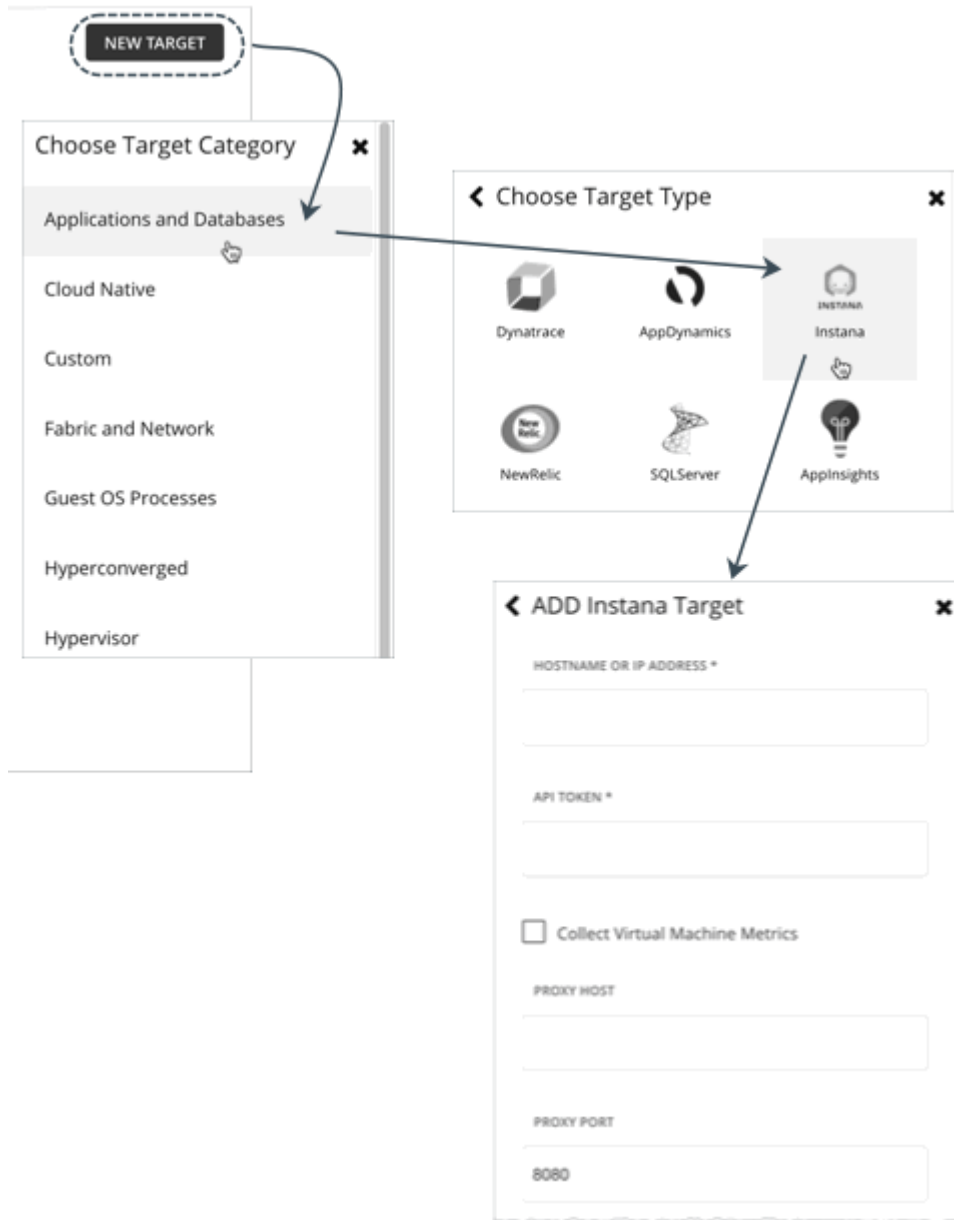 NEW TARGET
Choose Target Category
Applications and Databases
Cloud Native
Custom
Fabric and Network
Guest OS Processes
Hyperconverged
Hypervisor
Choose Target Type
Dynatrace
AppDynamics
INSTANA
Instana
New
Relic.
NewRelic
SQLServer
AppInsights
ADD Instana Target
HOSTNAME OR IP ADDRESS *
API TOKEN *
Collect Virtual Machine Metrics
PROXY HOST
PROXY PORT
8080